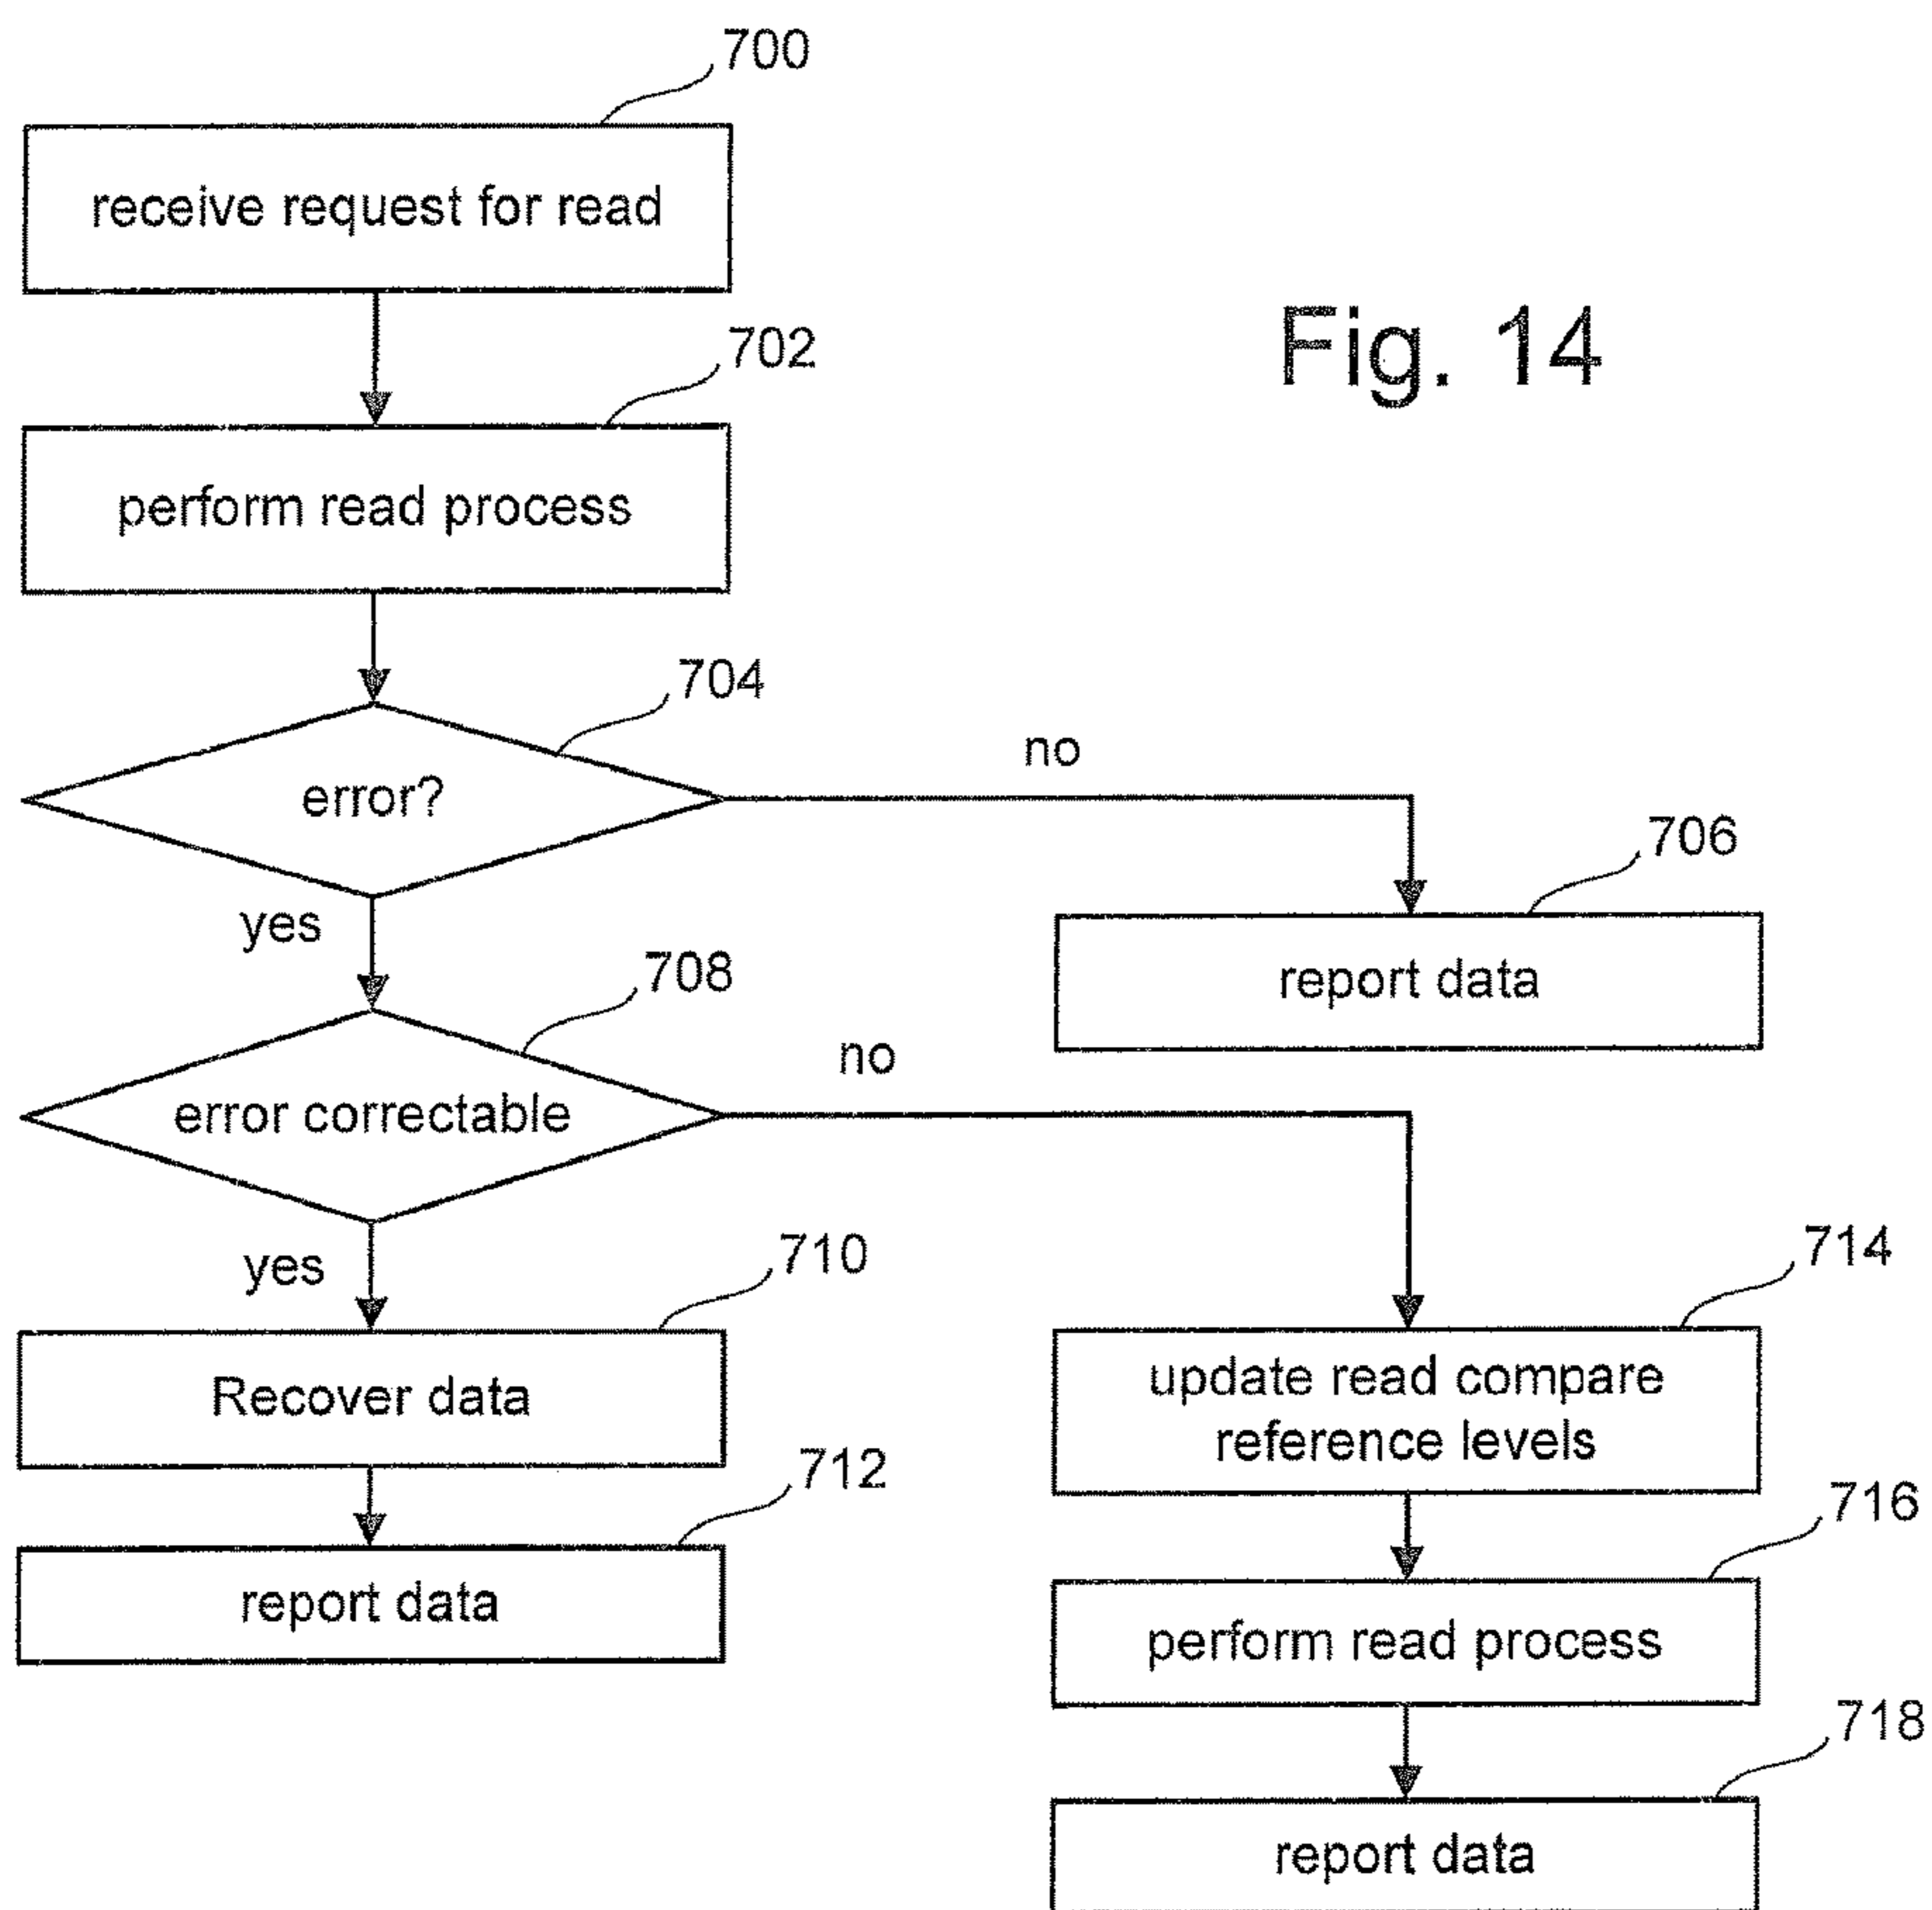 700
receive request for read
Fig. 14
702
perform read process
704
error?
no
706
report data
yes
708
error correctable
no
yes
710
Recover data
714
update read compare
reference levels
712
report data
716
perform read process
718
report data